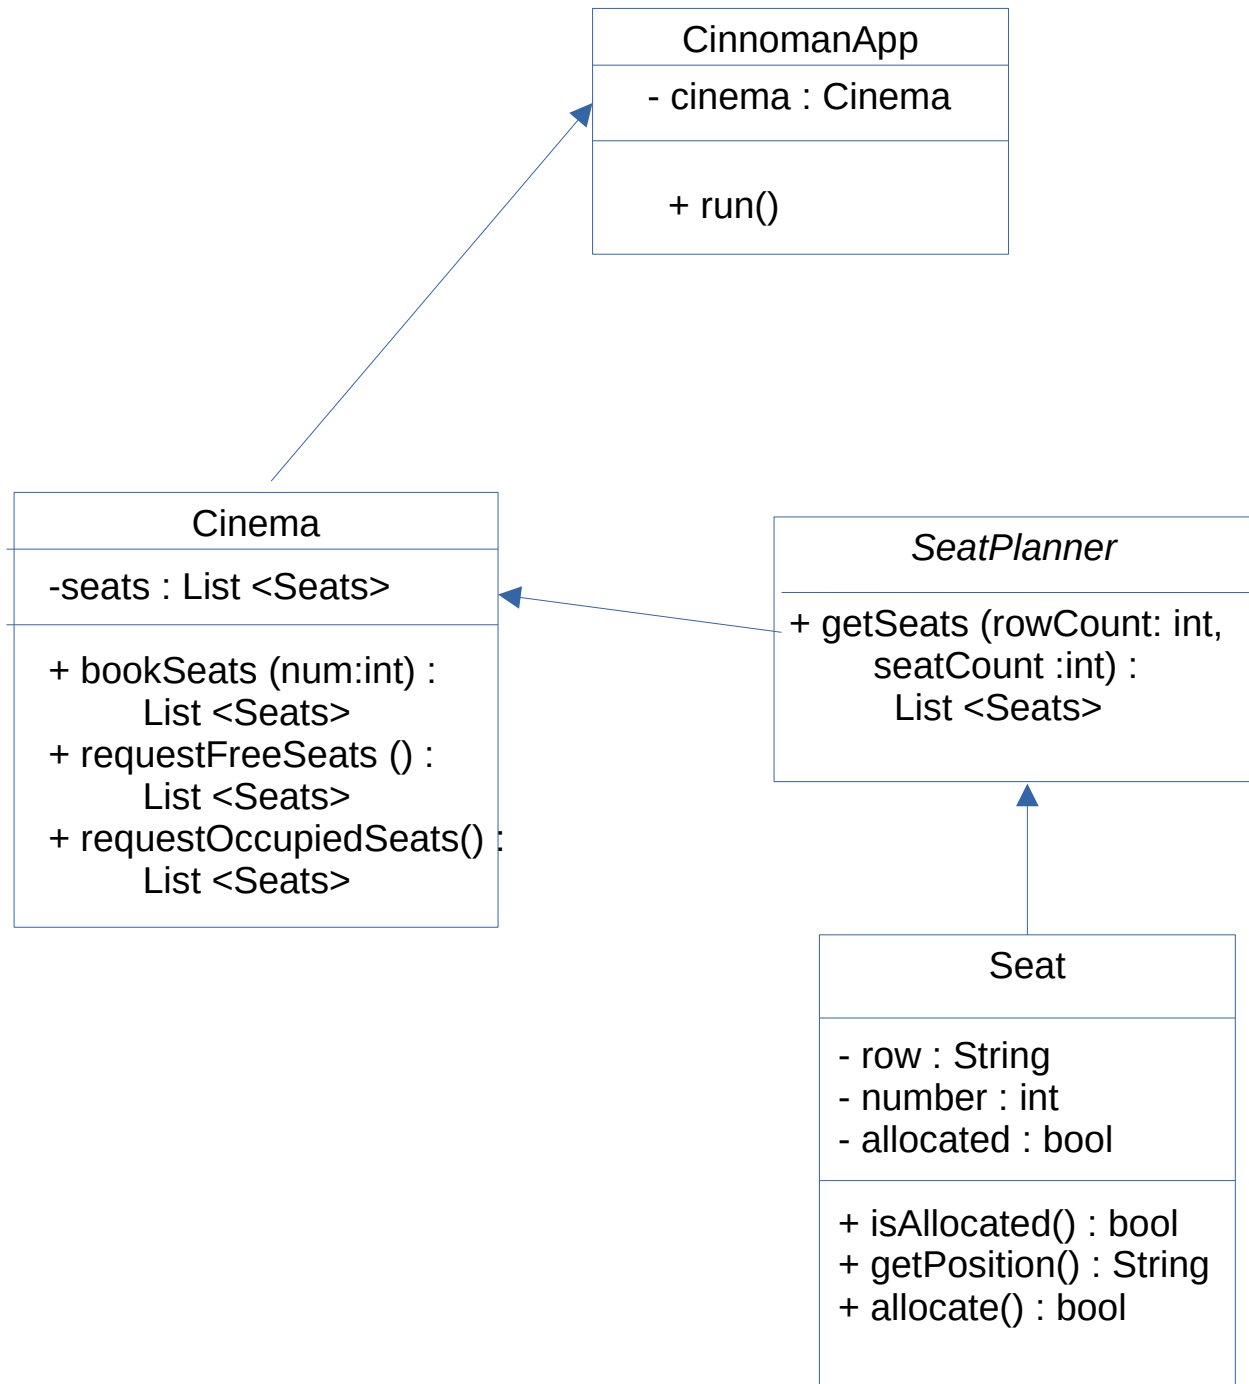 CinnomanApp
- cinema : Cinema
+ run()
Cinema
-seats : List <Seats>
+ bookSeats (num:int) :
List <Seats>
+ requestFreeSeats () :
List <Seats>
+ requestOccupiedSeats() :
List <Seats>
SeatPlanner
+ getSeats (rowCount: int,
seatCount :int) :
List <Seats>
Seat
- row : String
- number : int
- allocated : bool
+ isAllocated() : bool
+ getPosition() : String
+ allocate() : bool